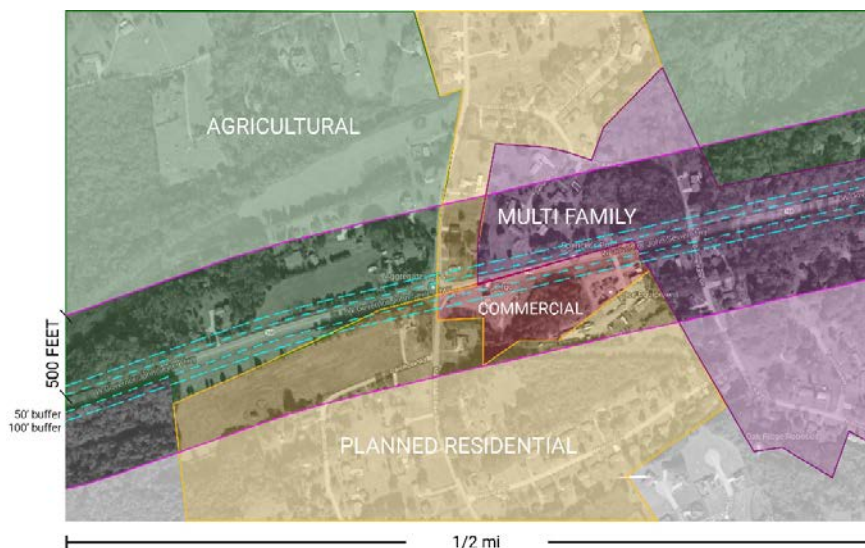 AGRICULTURAL
MULTI FAMILY
COMMERCIAL
500 FEET
50' buffer
100' buffer
PLANNED RESIDENTIAL
1/2 mi